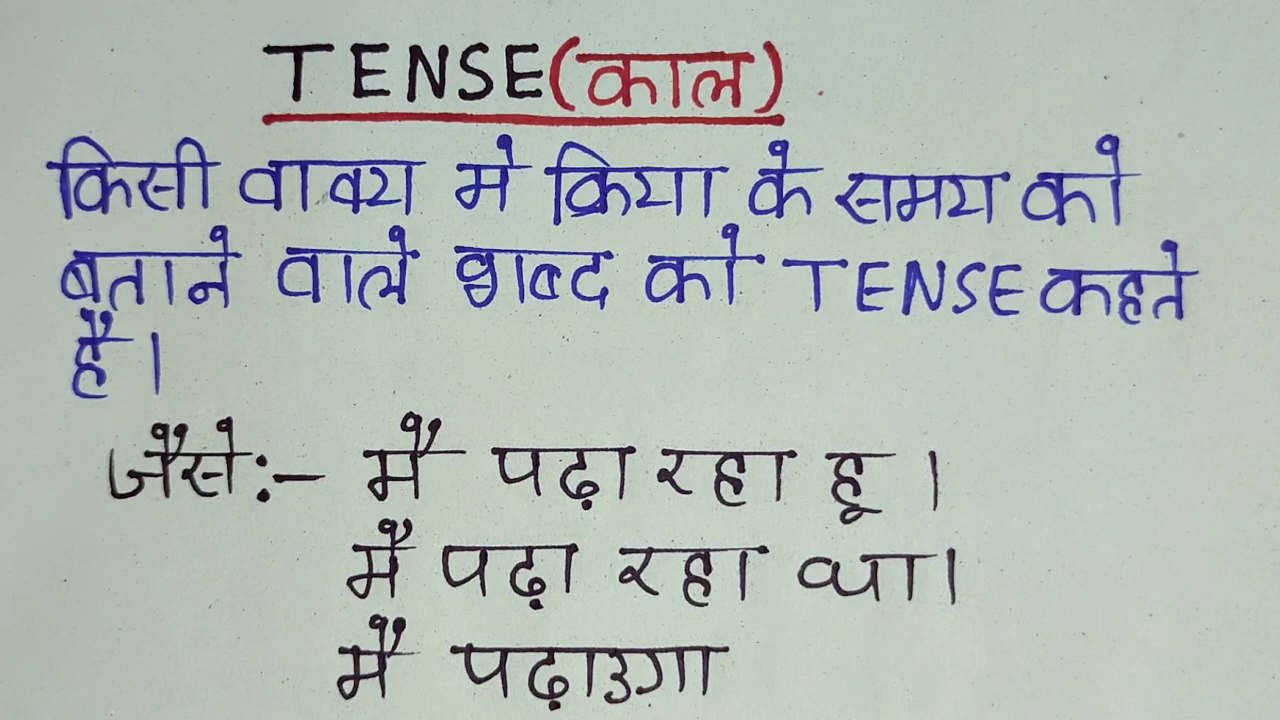 TENSE(काल)
किसी वाक्य मे क्रिया के समय को
बताने वाले शब्द को TENSE कहते
है।
जैसे:- मै पढ़ा रहा हू ।
मै पढ़ा रहा था।
मै पढ़ाउगा